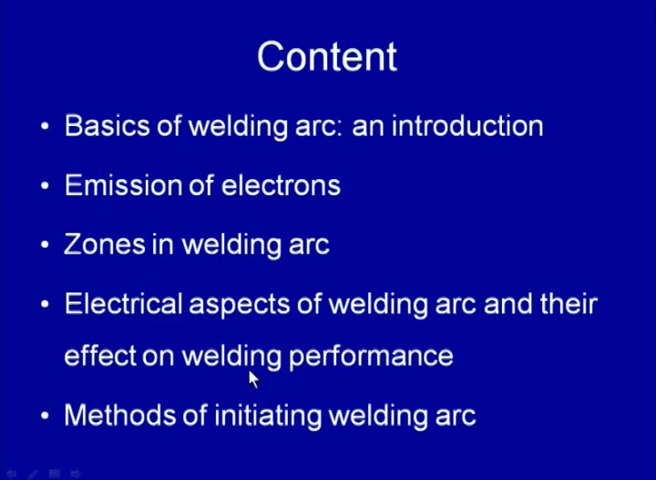 Content
• Basics of welding arc: an introduction
• Emission of electrons
• Zones in welding arc
• Electrical aspects of welding arc and their
effect on welding performance
• Methods of initiating welding arc